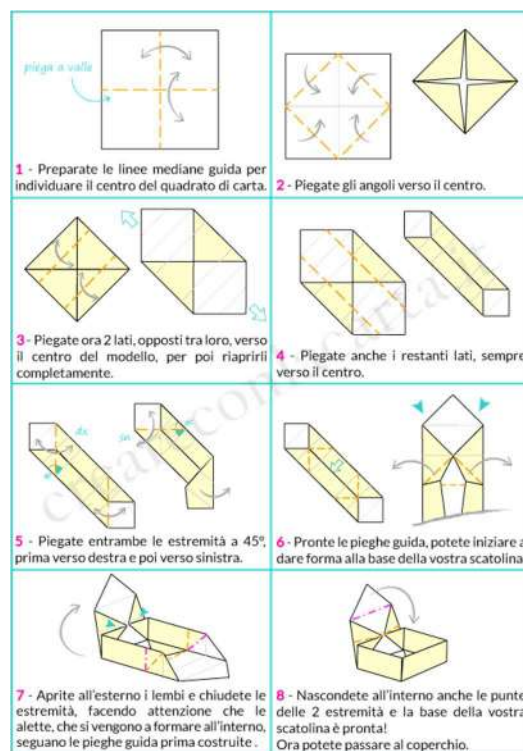 piega a valle
1 - Preparate le linee mediane guida per
individuare il centro del quadrato di carta.
2 - Piegate gli angoli verso il centro.
3 - Piegate ora 2 lati, opposti tra loro, verso
il centro del modello, per poi riaprirli
completamente.
4 - Piegate anche i restanti lati, sempre
verso il centro.
dx
sn
5 - Piegate entrambe le estremità a 45°,
prima verso destra e poi verso sinistra.
6 - Pronte le pieghe guida, potete iniziare a
dare forma alla base della vostra scatolina.
7 - Aprite all'esterno i lembi e chiudete le
estremità, facendo attenzione che le
alette, che si vengono a formare all'interno,
seguano le pieghe guida prima costruite .
8 - Nascondete all'interno anche le punte
delle 2 estremità e la base della vostra
scatolina è pronta!
Ora potete passare al coperchio.